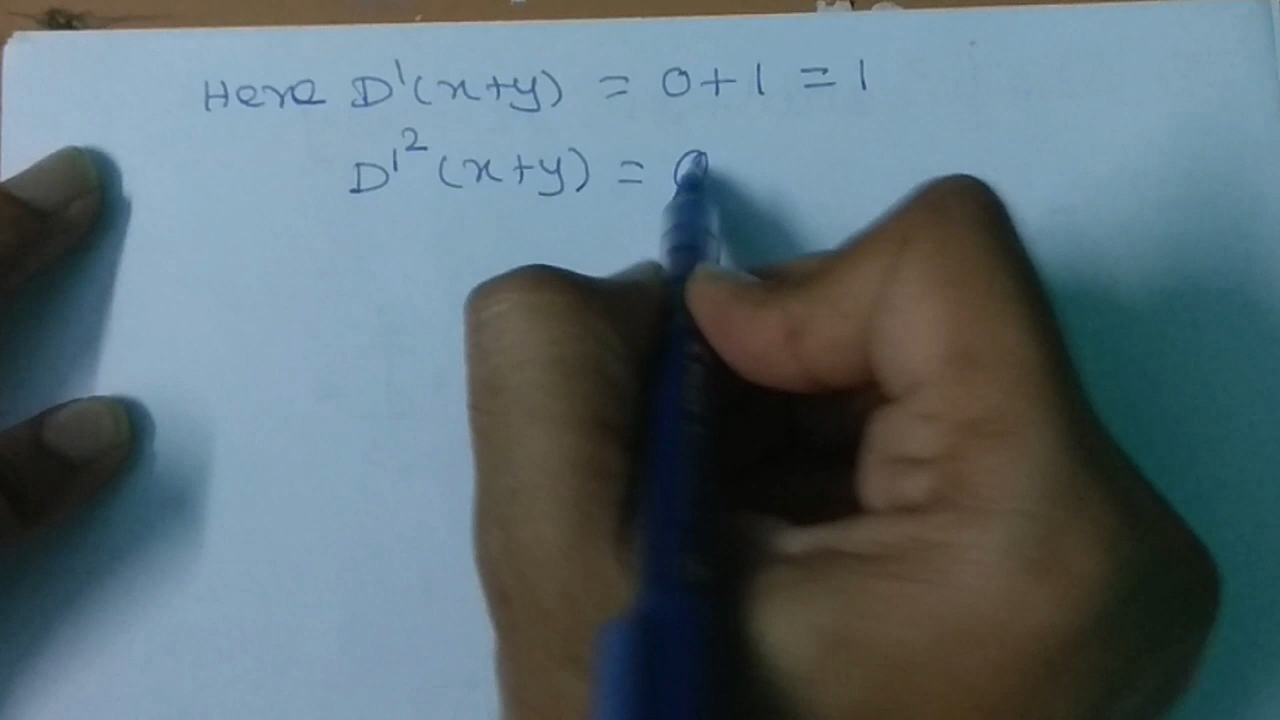 Here D'(x+y) = 0+1 = 1
D'²(x+y) = 0